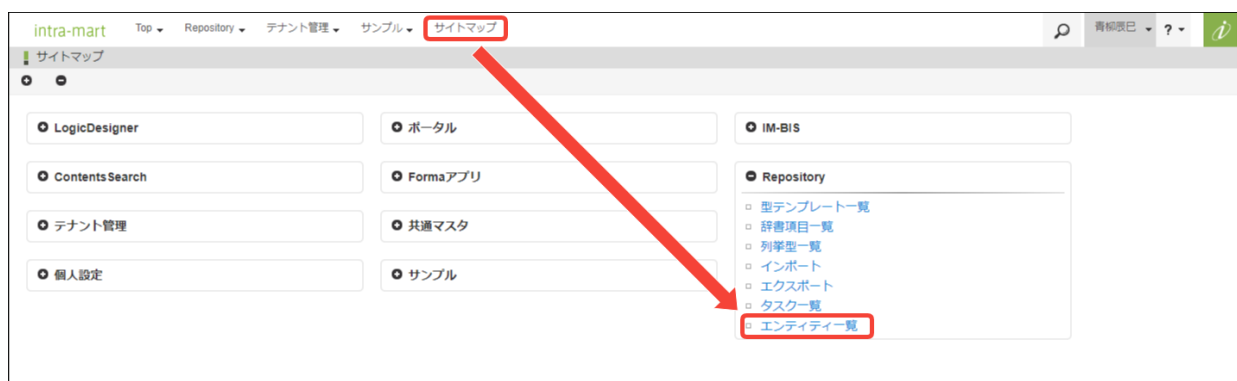 intra-mart Top Repository テナント管理 サンプル サイトマップ 青柳辰巳 ?
サイトマップ
LogicDesigner ポータル IM-BIS
ContentsSearch Formaアプリ Repository
テナント管理 共通マスタ
個人設定 サンプル
型テンプレート一覧
辞書項目一覧
列挙型一覧
インポート
エクスポート
タスク一覧
エンティティ一覧